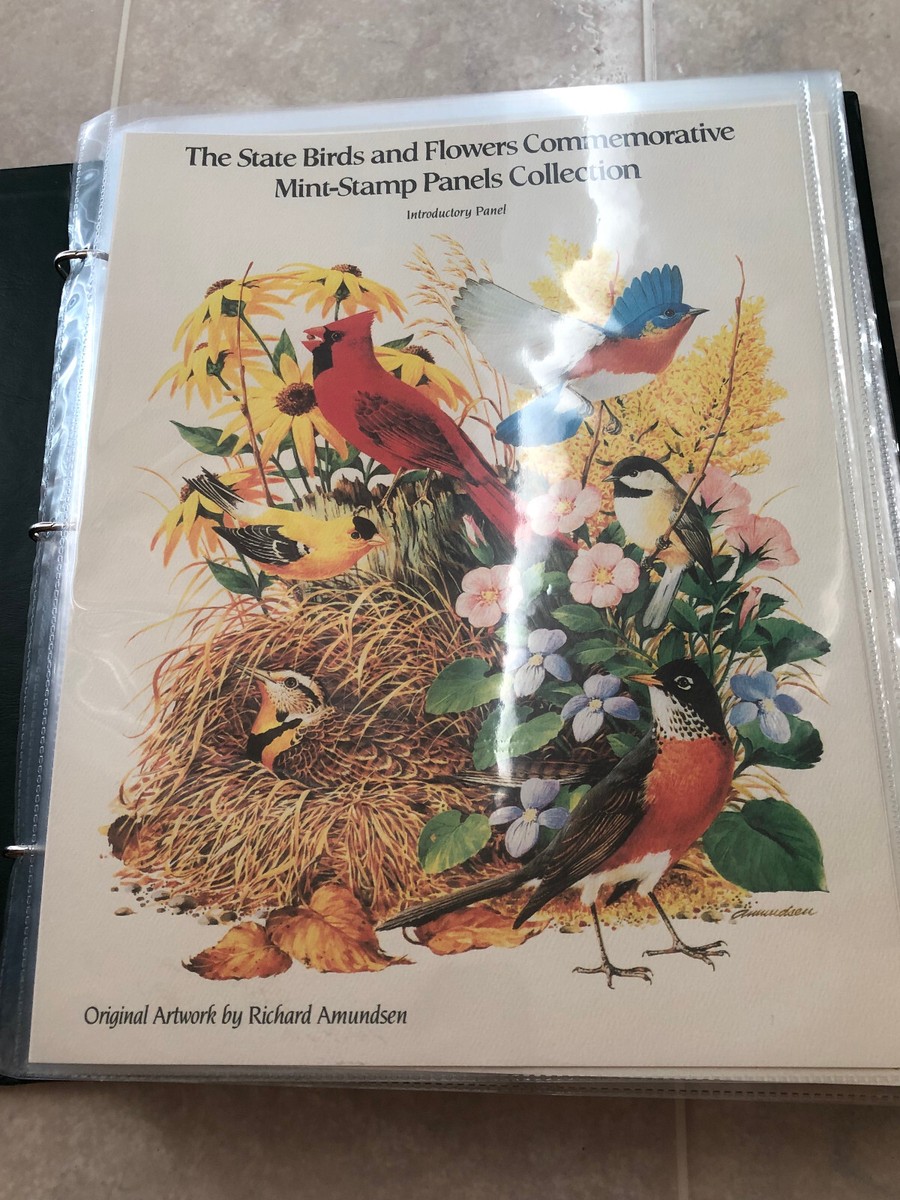 The State Birds and Flowers Commemorative
Mint-Stamp Panels Collection
Introductory Panel
Amundsen
Original Artwork by Richard Amundsen